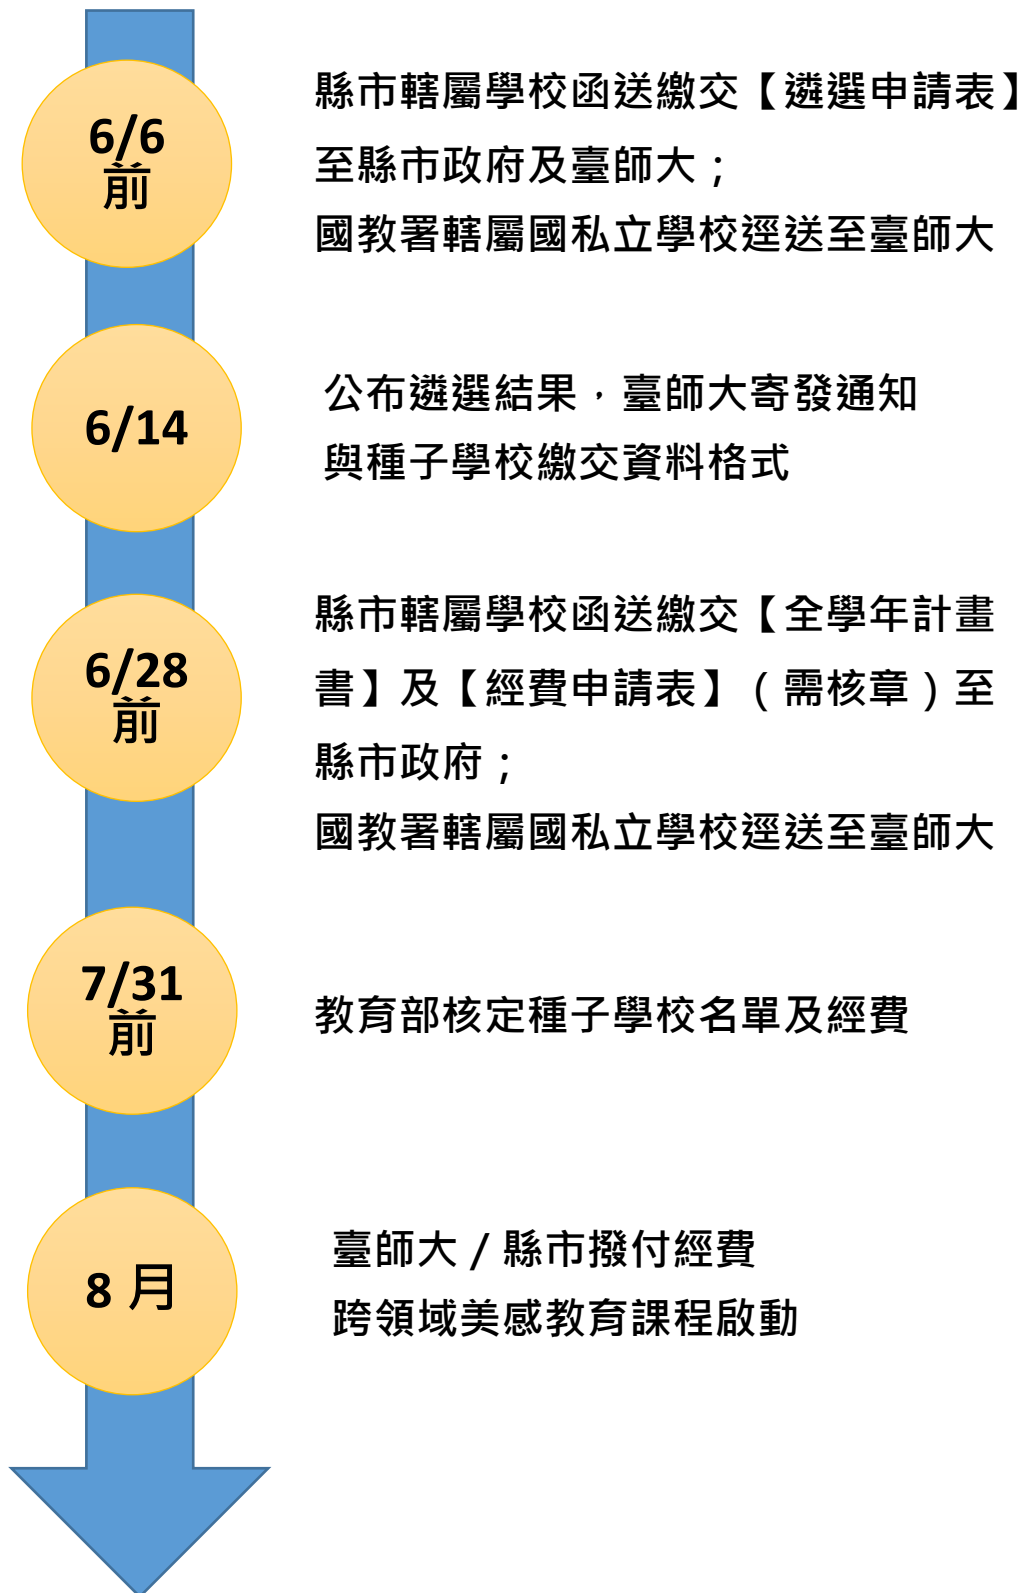 6/6
前
縣市轄屬學校函送繳交【遴選申請表】
至縣市政府及臺師大；
國教署轄屬國私立學校逕送至臺師大
6/14
公布遴選結果，臺師大寄發通知
與種子學校繳交資料格式
6/28
前
縣市轄屬學校函送繳交【全學年計畫
書】及【經費申請表】（需核章）至
縣市政府；
國教署轄屬國私立學校逕送至臺師大
7/31
前
教育部核定種子學校名單及經費
8 月
臺師大/縣市撥付經費
跨領域美感教育課程啟動